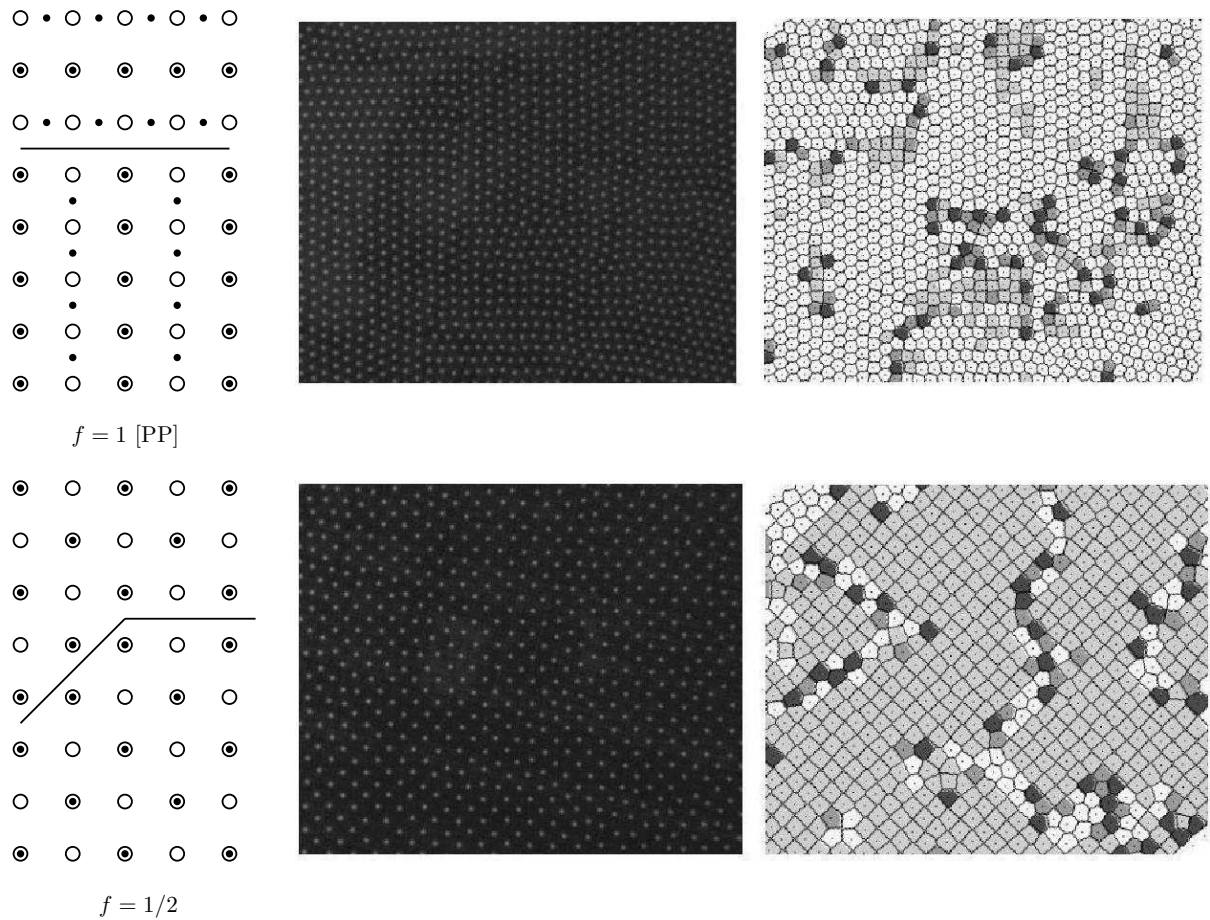 f = 1 [PP]
f = 1/2